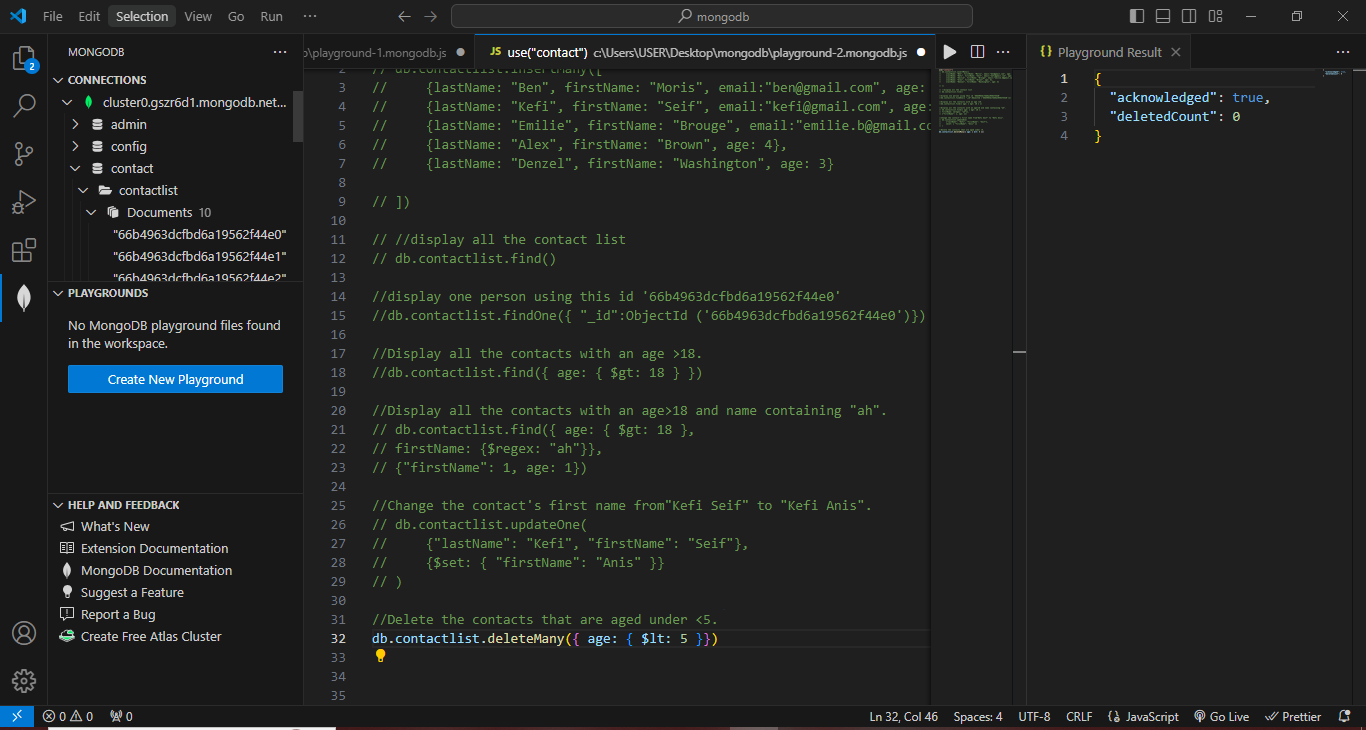 File Edit Selection View Go Run ··· mongodb
MONGODB ···
CONNECTIONS
cluster0.gszr6d1.mongodb.net...
admin
config
contact
contactlist
Documents 10
"66b4963dcfbd6a19562f44e0"
"66b4963dcfbd6a19562f44e1"
"66b4963dcfbd6a19562f44e2"
PLAYGROUNDS
No MongoDB playground files found
in the workspace.
Create New Playground
HELP AND FEEDBACK
What's New
Extension Documentation
MongoDB Documentation
Suggest a Feature
Report a Bug
Create Free Atlas Cluster
2
\playground-1.mongodb.js ● JS use("contact") c:\Users\USER\Desktop\mongodb\playground-2.mongodb.js ● ···
2 // db.contactlist.insertMany([
3 // {lastName: "Ben", firstName: "Moris", email:"ben@gmail.com", age:
4 // {lastName: "Kefi", firstName: "Seif", email:"kefi@gmail.com", age:
5 // {lastName: "Emilie", firstName: "Brouge", email:"emilie.b@gmail.co
6 // {lastName: "Alex", firstName: "Brown", age: 4},
7 // {lastName: "Denzel", firstName: "Washington", age: 3}
8
9 // ])
10
11 // //display all the contact list
12 // db.contactlist.find()
13
14 //display one person using this id '66b4963dcfbd6a19562f44e0'
15 //db.contactlist.findOne({ "_id":ObjectId ('66b4963dcfbd6a19562f44e0')})
16
17 //Display all the contacts with an age >18.
18 //db.contactlist.find({ age: { $gt: 18 } })
19
20 //Display all the contacts with an age>18 and name containing "ah".
21 // db.contactlist.find({ age: { $gt: 18 },
22 // firstName: {$regex: "ah"}},
23 // {"firstName": 1, age: 1})
24
25 //Change the contact's first name from"Kefi Seif" to "Kefi Anis".
26 // db.contactlist.updateOne(
27 // {"lastName": "Kefi", "firstName": "Seif"},
28 // {$set: { "firstName": "Anis" }}
29 // )
30
31 //Delete the contacts that are aged under <5.
32 db.contactlist.deleteMany({ age: { $lt: 5 }})
33
34
35
{} Playground Result ···
1 {
2 "acknowledged": true,
3 "deletedCount": 0
4 }
0 0 0
Ln 32, Col 46 Spaces: 4 UTF-8 CRLF {} JavaScript Go Live Prettier